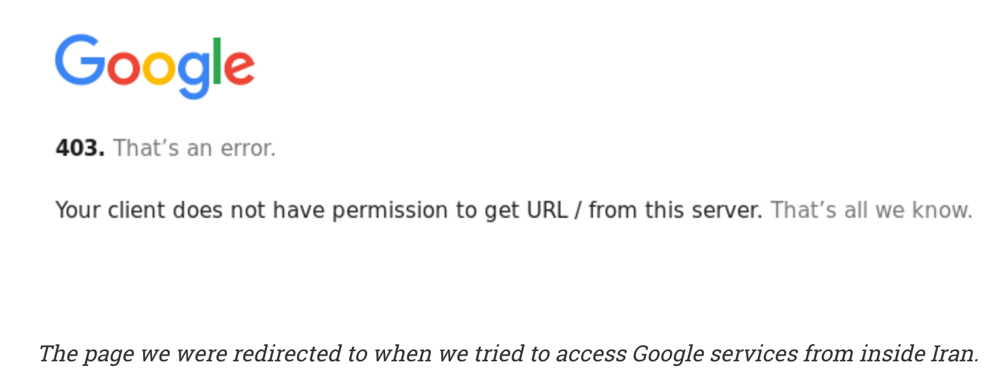 Google
403. That’s an error.
Your client does not have permission to get URL / from this server. That’s all we know.
The page we were redirected to when we tried to access Google services from inside Iran.